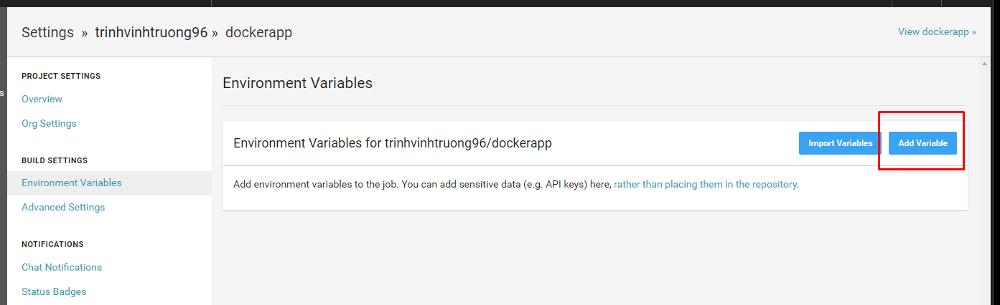 Settings » trinhvinhtruong96 » dockerapp
View dockerapp »
PROJECT SETTINGS
Overview
Org Settings
BUILD SETTINGS
Environment Variables
Advanced Settings
NOTIFICATIONS
Chat Notifications
Status Badges
s
Environment Variables
Environment Variables for trinhvinhtruong96/dockerapp
Import Variables
Add Variable
Add environment variables to the job. You can add sensitive data (e.g. API keys) here, rather than placing them in the repository.